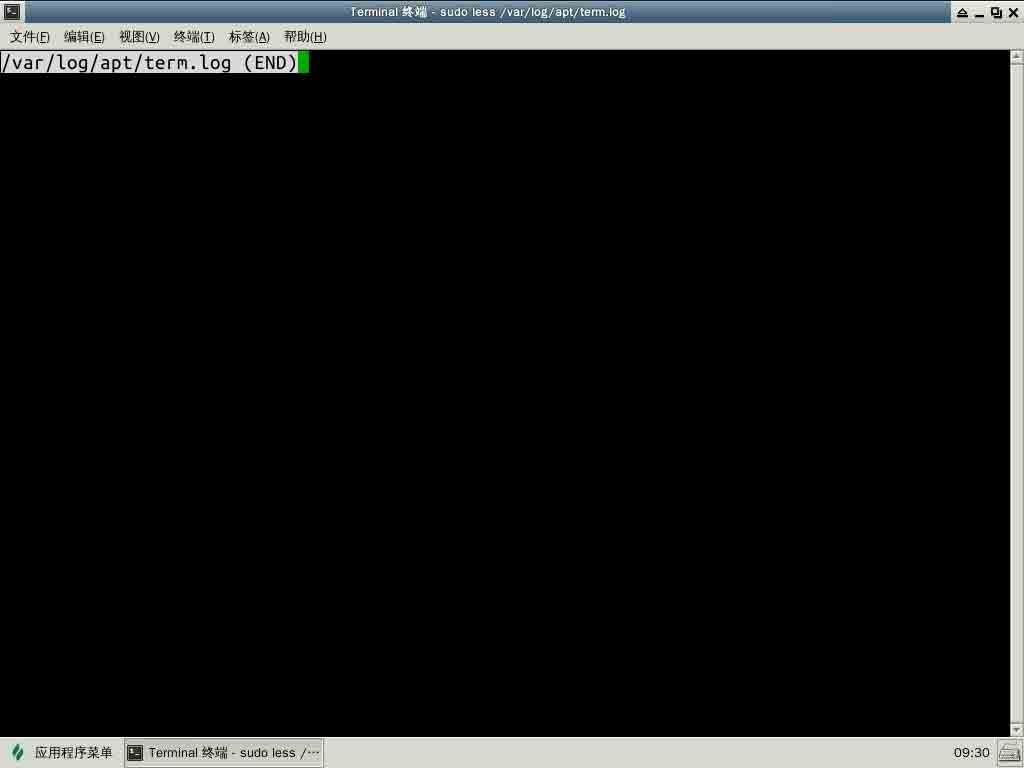 Terminal 终端 - sudo less /var/log/apt/term.log
文件(F) 编辑(E) 视图(V) 终端(T) 标签(A) 帮助(H)
/var/log/apt/term.log (END)
应用程序菜单 Terminal 终端 - sudo less /… 09:30